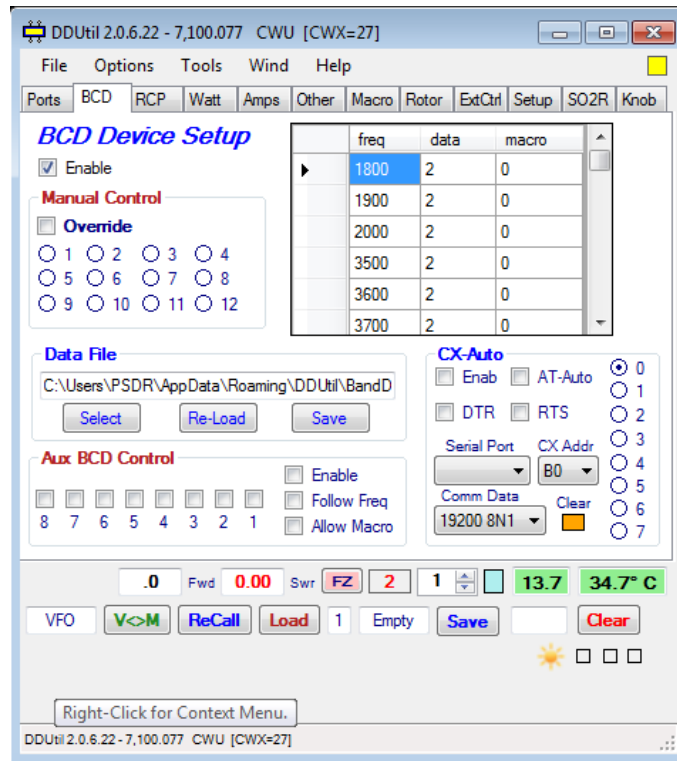 DDUtil 2.0.6.22 - 7,100.077 CWU [CWX=27]
File Options Tools Wind Help
Ports BCD RCP Watt Amps Other Macro Rotor ExtCtrl Setup SO2R Knob
BCD Device Setup
Enable
freq data macro
1800 2 0
1900 2 0
2000 2 0
3500 2 0
3600 2 0
3700 2 0
Manual Control
Override
1 2 3 4
5 6 7 8
9 10 11 12
Data File
C:\Users\PSDR\AppData\Roaming\DDUtil\BandD
Select Re-Load Save
CX-Auto
Enab AT-Auto
DTR RTS
Serial Port CX Addr
B0
Comm Data Clear
19200 8N1
0
1
2
3
4
5
6
7
Aux BCD Control
8 7 6 5 4 3 2 1
Enable
Follow Freq
Allow Macro
.0 Fwd 0.00 Swr FZ 2 1 13.7 34.7° C
VFO V<>M ReCall Load 1 Empty Save Clear
Right-Click for Context Menu.
DDUtil 2.0.6.22 - 7,100.077 CWU [CWX=27]